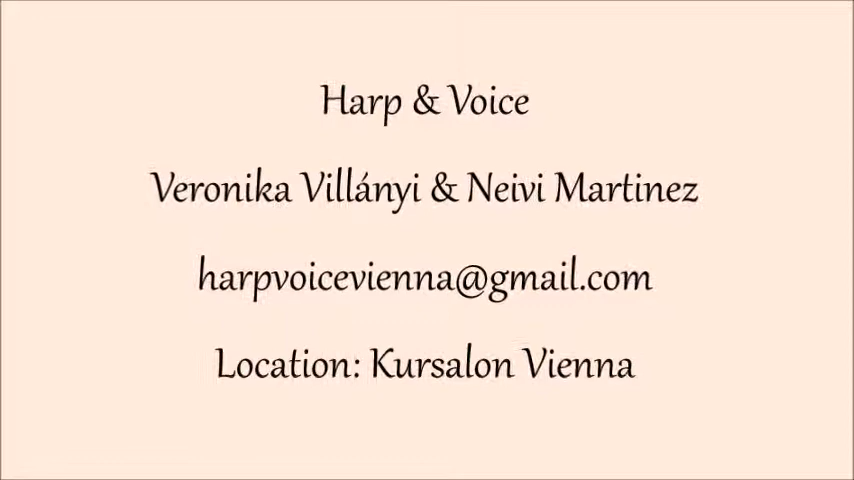 Harp & Voice
Veronika Villányi & Neivi Martinez
harpvoicevienna@gmail.com
Location: Kursalon Vienna